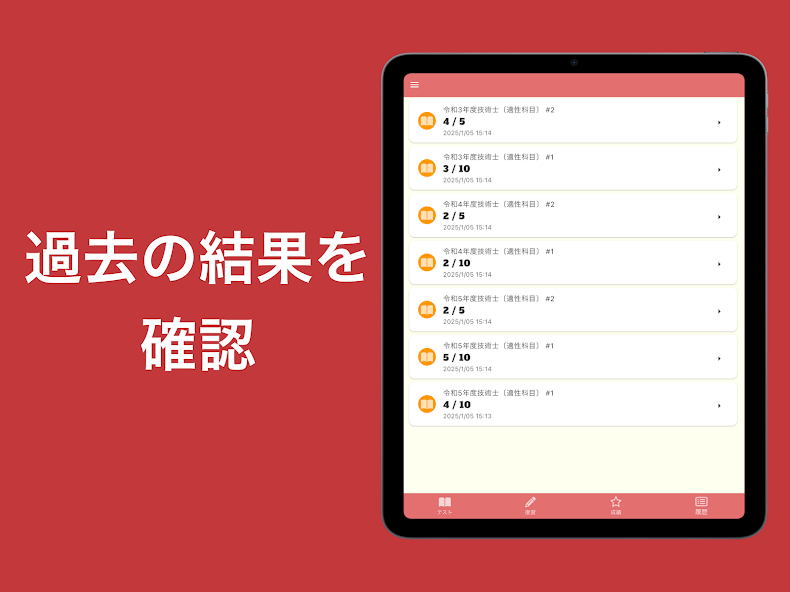 過去の結果を
確認
令和3年度技術士〔適性科目〕 #2
4 / 5
2025/1/05 15:14
令和3年度技術士〔適性科目〕 #1
3 / 10
2025/1/05 15:14
令和4年度技術士〔適性科目〕 #2
2 / 5
2025/1/05 15:14
令和4年度技術士〔適性科目〕 #1
2 / 10
2025/1/05 15:14
令和5年度技術士〔適性科目〕 #2
2 / 5
2025/1/05 15:14
令和5年度技術士〔適性科目〕 #1
5 / 10
2025/1/05 15:14
令和5年度技術士〔適性科目〕 #1
4 / 10
2025/1/05 15:13
テスト
復習
成績
履歴